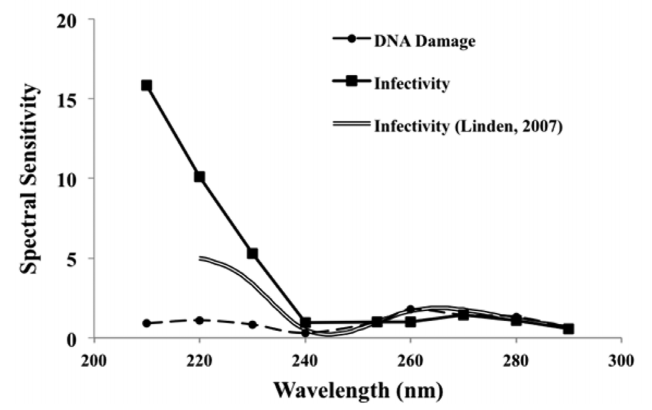 20
15
10
5
0
Spectral Sensitivity
DNA Damage
Infectivity
Infectivity (Linden, 2007)
200 220 240 260 280 300
Wavelength (nm)